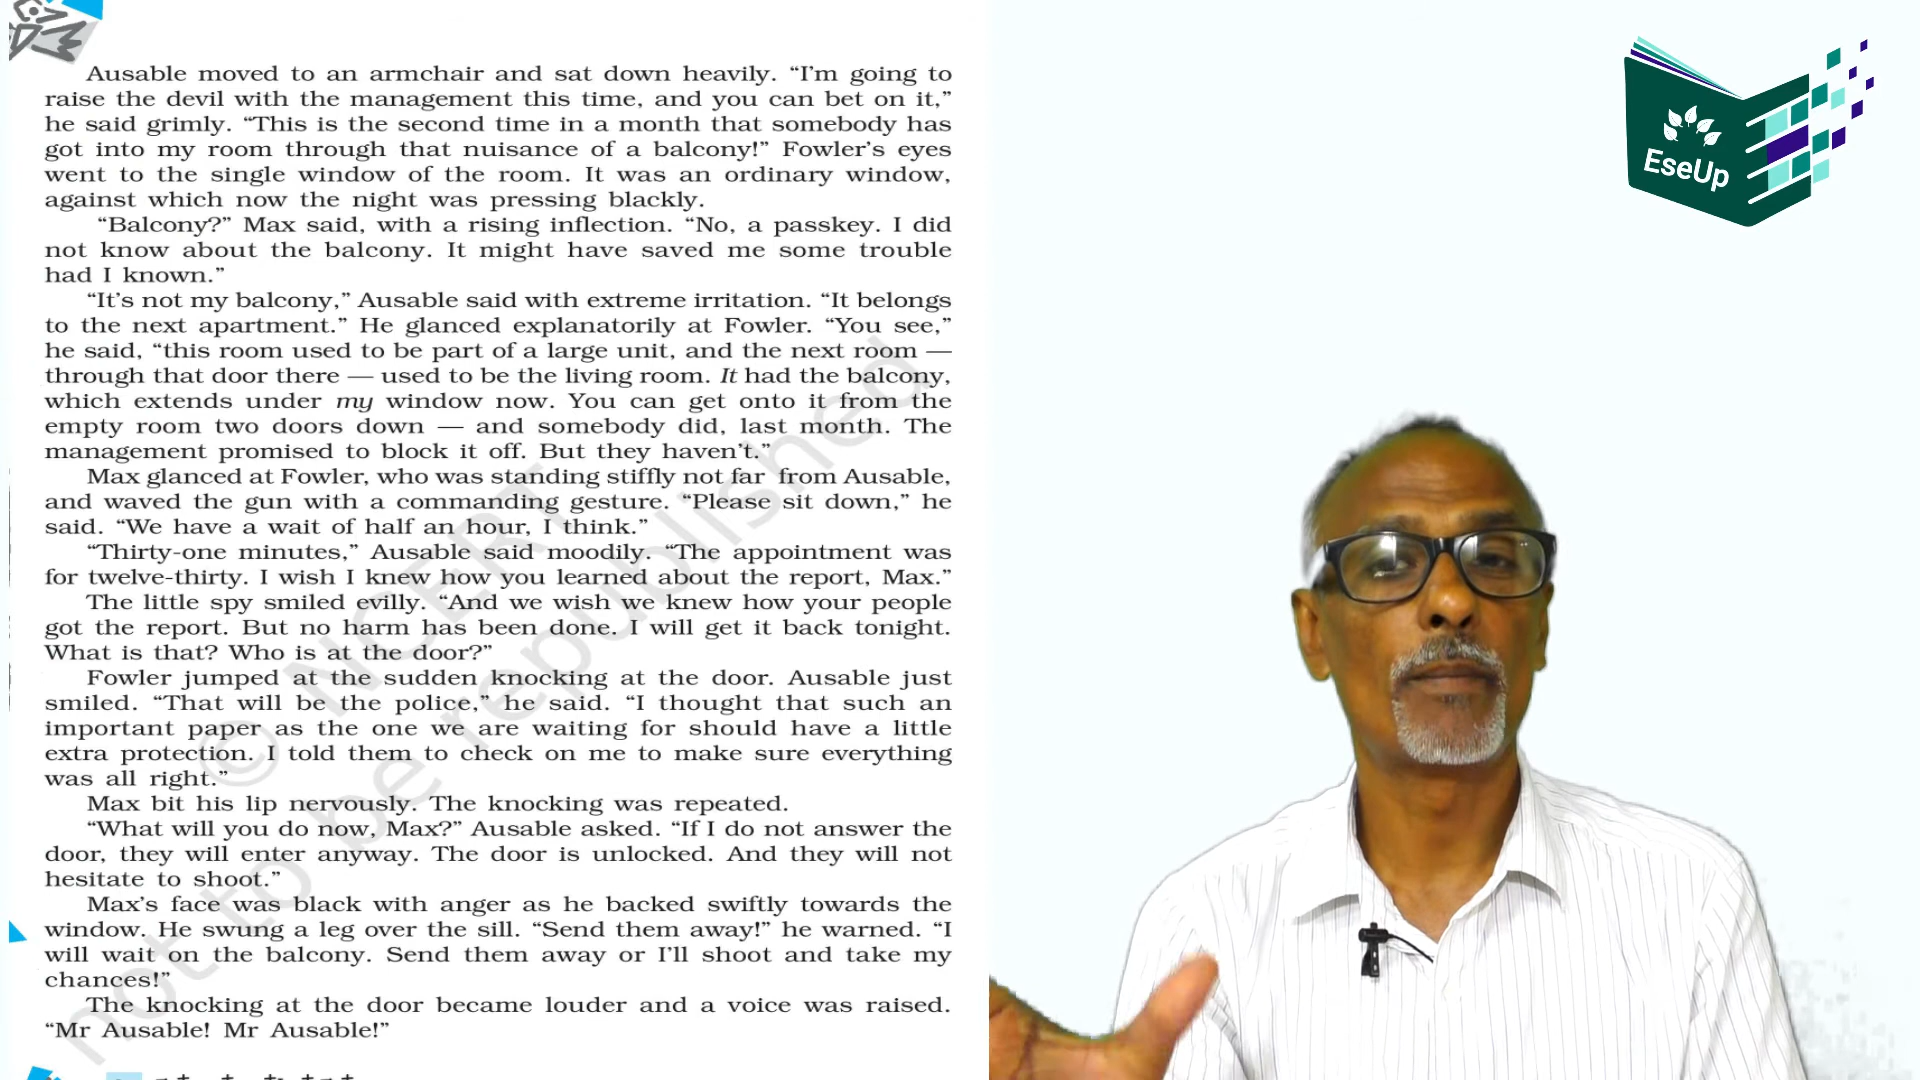 Ausable moved to an armchair and sat down heavily. “I’m going to
raise the devil with the management this time, and you can bet on it,”
he said grimly. “This is the second time in a month that somebody has
got into my room through that nuisance of a balcony!” Fowler’s eyes
went to the single window of the room. It was an ordinary window,
against which now the night was pressing blackly.
“Balcony?” Max said, with a rising inflection. “No, a passkey. I did
not know about the balcony. It might have saved me some trouble
had I known.”
“It’s not my balcony,” Ausable said with extreme irritation. “It belongs
to the next apartment.” He glanced explanatorily at Fowler. “You see,”
he said, “this room used to be part of a large unit, and the next room —
through that door there — used to be the living room. It had the balcony,
which extends under my window now. You can get onto it from the
empty room two doors down — and somebody did, last month. The
management promised to block it off. But they haven’t.”
Max glanced at Fowler, who was standing stiffly not far from Ausable,
and waved the gun with a commanding gesture. “Please sit down,” he
said. “We have a wait of half an hour, I think.”
“Thirty-one minutes,” Ausable said moodily. “The appointment was
for twelve-thirty. I wish I knew how you learned about the report, Max.”
The little spy smiled evilly. “And we wish we knew how your people
got the report. But no harm has been done. I will get it back tonight.
What is that? Who is at the door?”
Fowler jumped at the sudden knocking at the door. Ausable just
smiled. “That will be the police,” he said. “I thought that such an
important paper as the one we are waiting for should have a little
extra protection. I told them to check on me to make sure everything
was all right.”
Max bit his lip nervously. The knocking was repeated.
“What will you do now, Max?” Ausable asked. “If I do not answer the
door, they will enter anyway. The door is unlocked. And they will not
hesitate to shoot.”
Max’s face was black with anger as he backed swiftly towards the
window. He swung a leg over the sill. “Send them away!” he warned. “I
will wait on the balcony. Send them away or I’ll shoot and take my
chances!”
The knocking at the door became louder and a voice was raised.
“Mr Ausable! Mr Ausable!”
© NCERT
not to be republished
EseUp